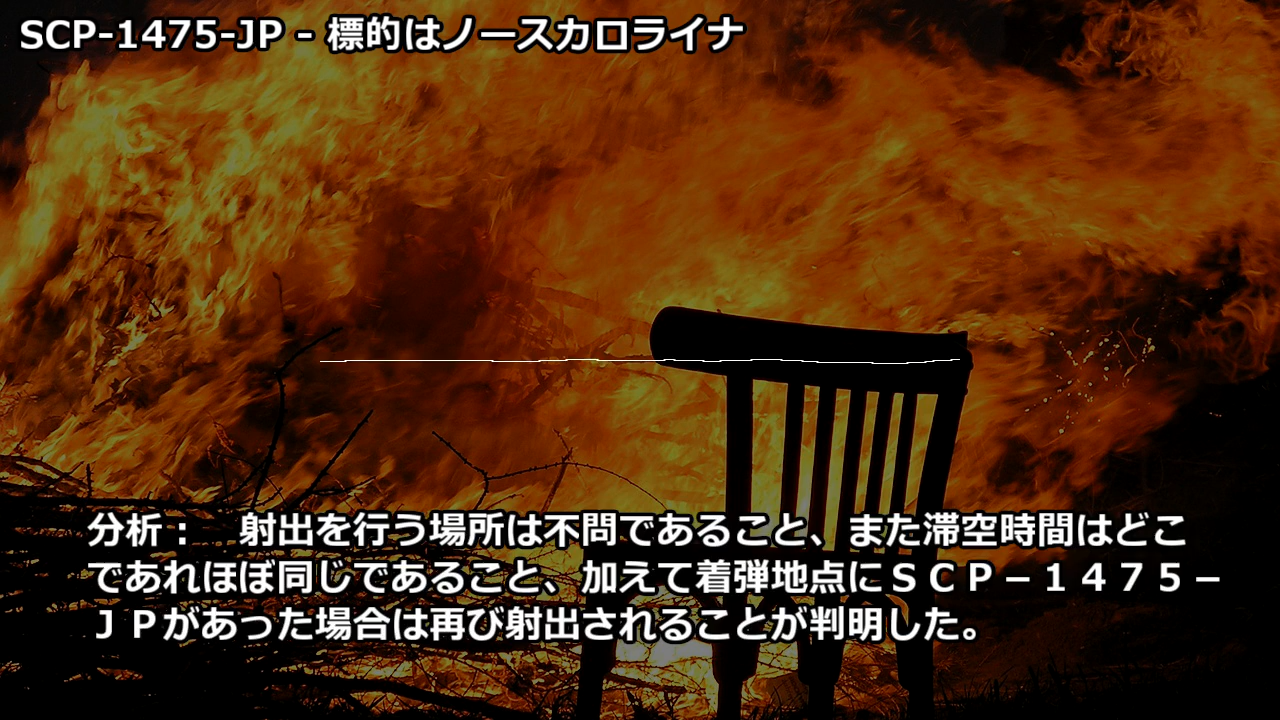 SCP-1475-JP - 標的はノースカロライナ
分析：　射出を行う場所は不問であること、また滞空時間はどこ
であれほぼ同じであること、加えて着弾地点にＳＣＰ－１４７５－
ＪＰがあった場合は再び射出されることが判明した。